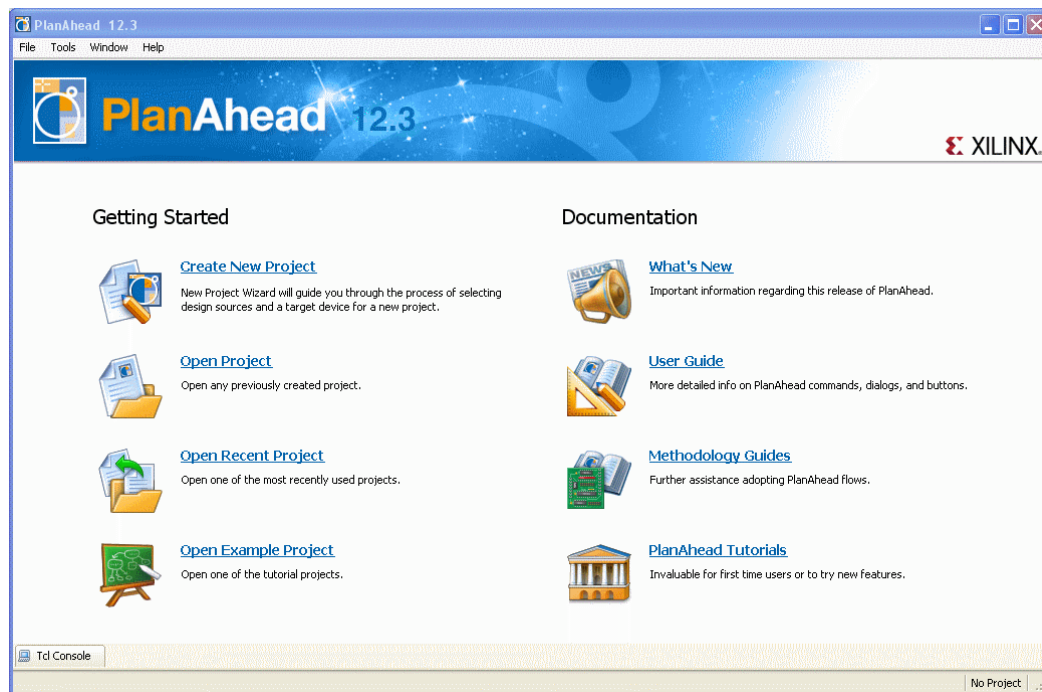 PlanAhead 12.3
File Tools Window Help
PlanAhead 12.3
XILINX®
Getting Started
Create New Project
New Project Wizard will guide you through the process of selecting
design sources and a target device for a new project.
Open Project
Open any previously created project.
Open Recent Project
Open one of the most recently used projects.
Open Example Project
Open one of the tutorial projects.
Documentation
What's New
NEWS
Important information regarding this release of PlanAhead.
User Guide
More detailed info on PlanAhead commands, dialogs, and buttons.
Methodology Guides
Further assistance adopting PlanAhead flows.
PlanAhead Tutorials
Invaluable for first time users or to try new features.
Tcl Console
No Project